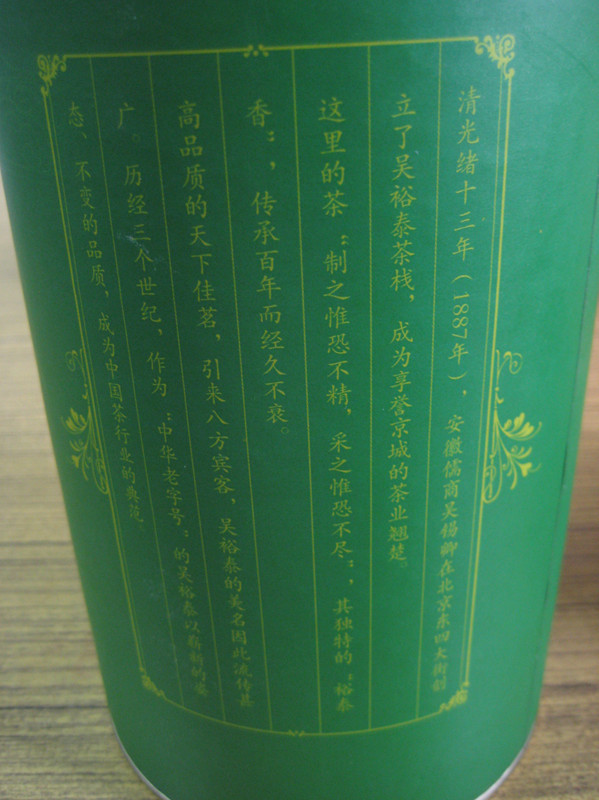 清光绪十三年（1887年），安徽儒商吴锡卿在北京东四大街创
立了吴裕泰茶栈，成为享誉京城的茶业翘楚。
这里的茶“制之惟恐不精，采之惟恐不尽”，其独特的“裕泰
香”，传承百年而经久不衰。
高品质的天下佳茗，引来八方宾客，吴裕泰的美名因此流传甚
广。历经三个世纪，作为“中华老字号”的吴裕泰以崭新的姿
态、不变的品质，成为中国茶行业的典范。